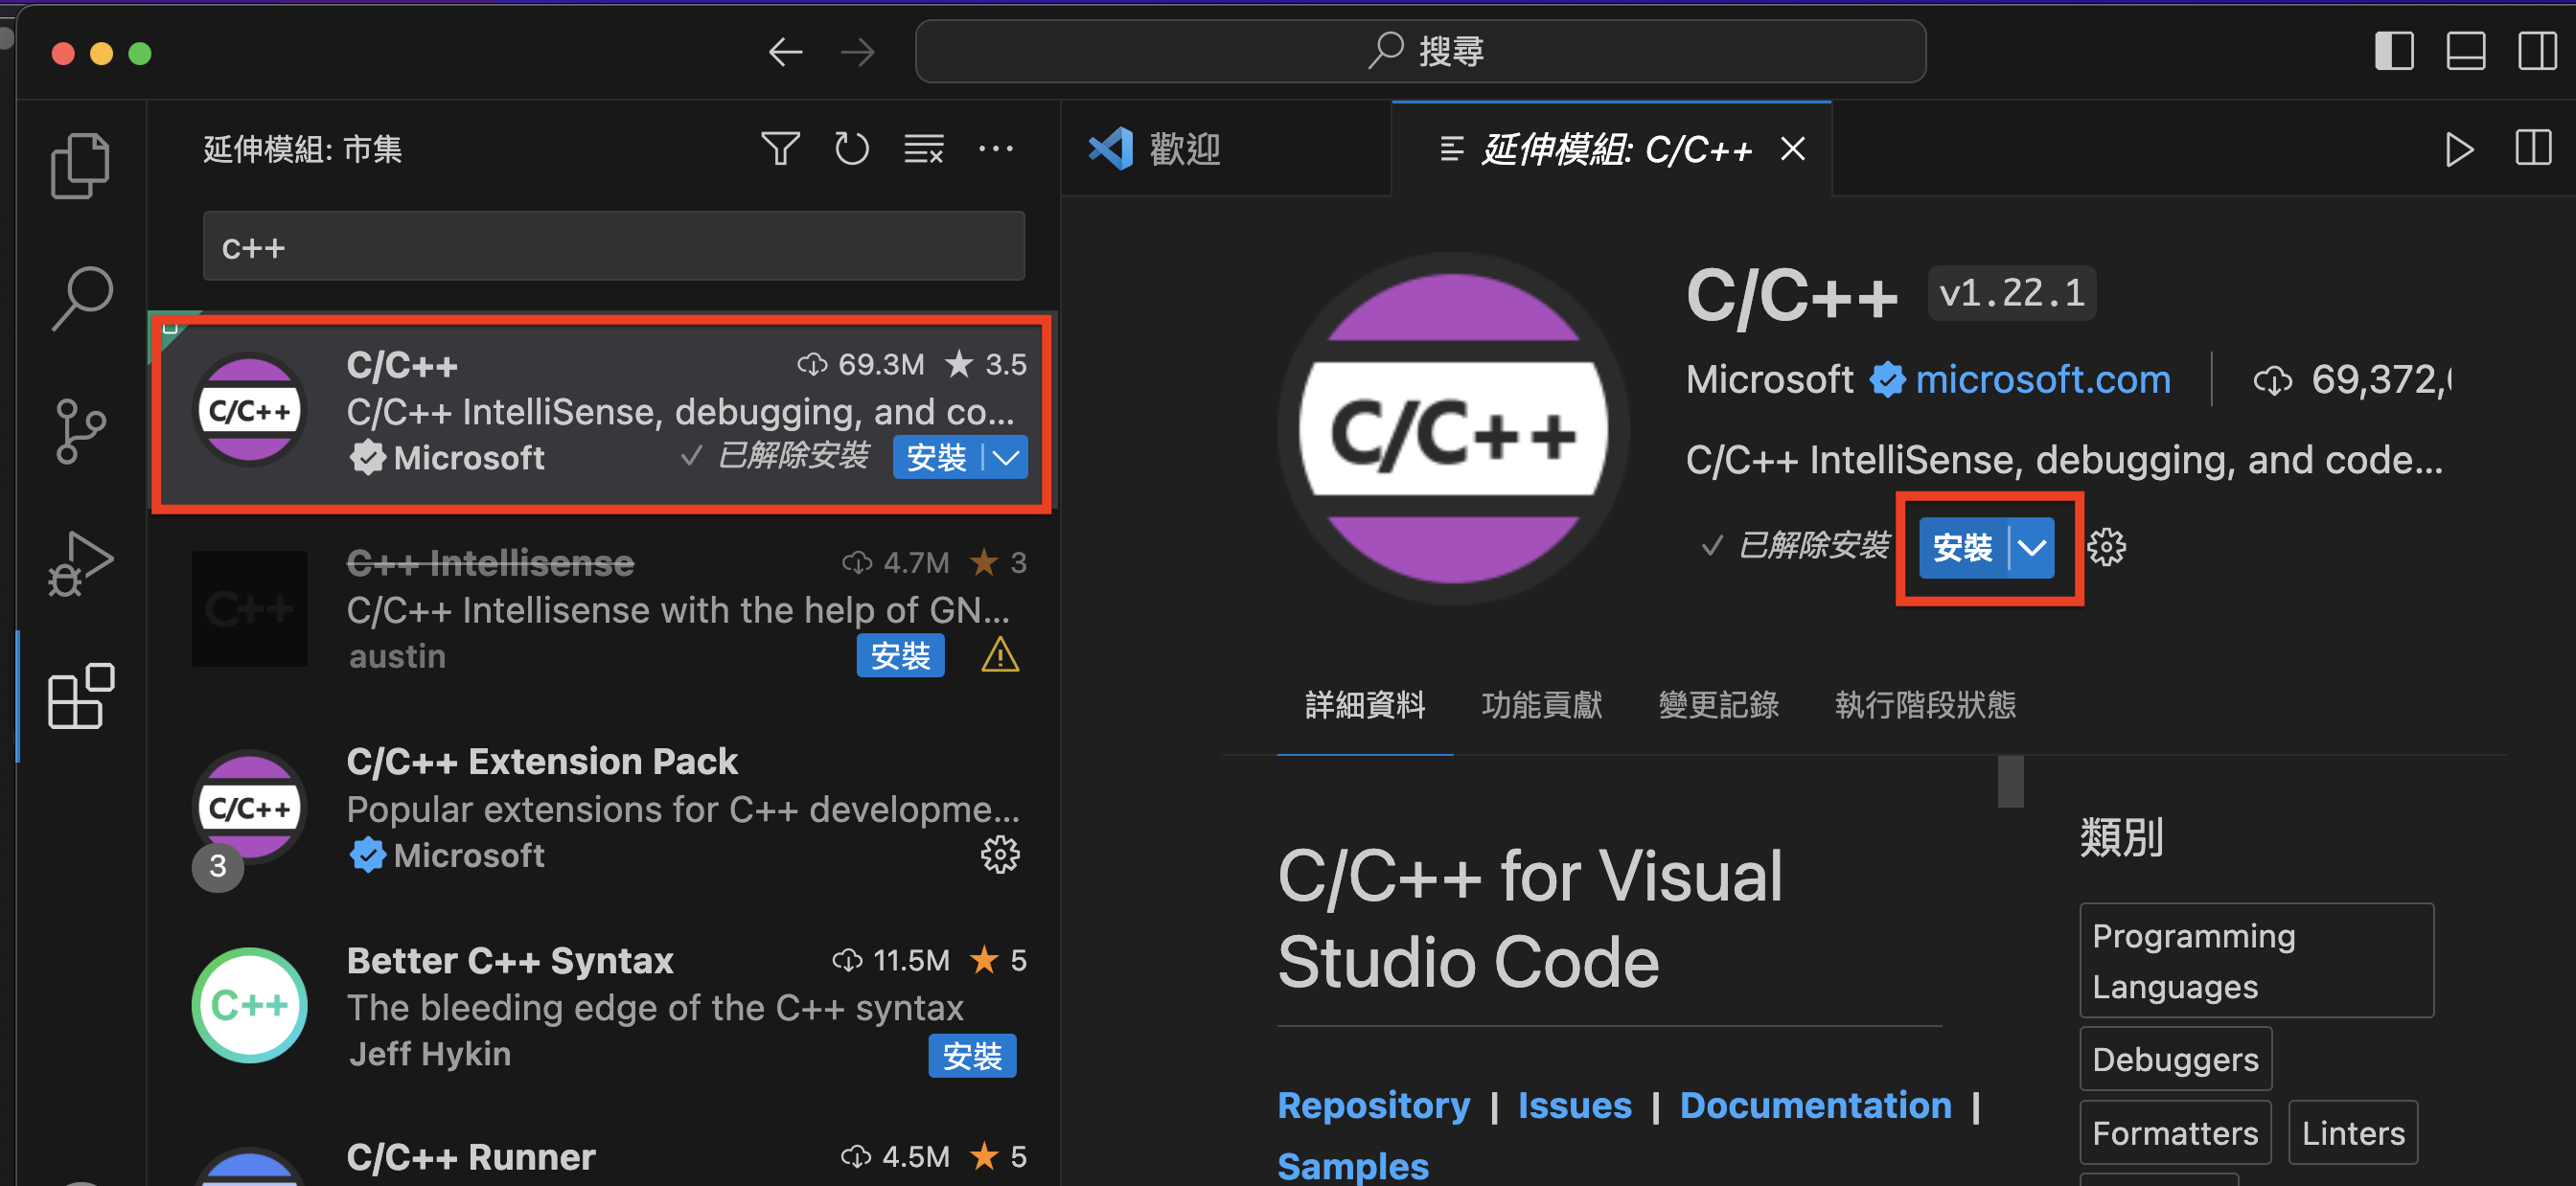 搜尋
延伸模組: 市集
c++
C/C++
69.3M ★ 3.5
C/C++
C/C++ IntelliSense, debugging, and co...
Microsoft
✓ 已解除安裝
安裝
C++ Intellisense
4.7M ★ 3
C++
C/C++ Intellisense with the help of GN...
austin
安裝
C/C++ Extension Pack
C/C++
Popular extensions for C++ developme...
Microsoft
3
Better C++ Syntax
11.5M ★ 5
C++
The bleeding edge of the C++ syntax
Jeff Hykin
安裝
C/C++ Runner
4.5M ★ 5
歡迎
延伸模組: C/C++
C/C++
C/C++ v1.22.1
Microsoft microsoft.com | 69,372,
C/C++ IntelliSense, debugging, and code...
✓ 已解除安裝
安裝
詳細資料 功能貢獻 變更記錄 執行階段狀態
C/C++ for Visual
Studio Code
Repository | Issues | Documentation |
Samples
類別
Programming
Languages
Debuggers
Formatters
Linters